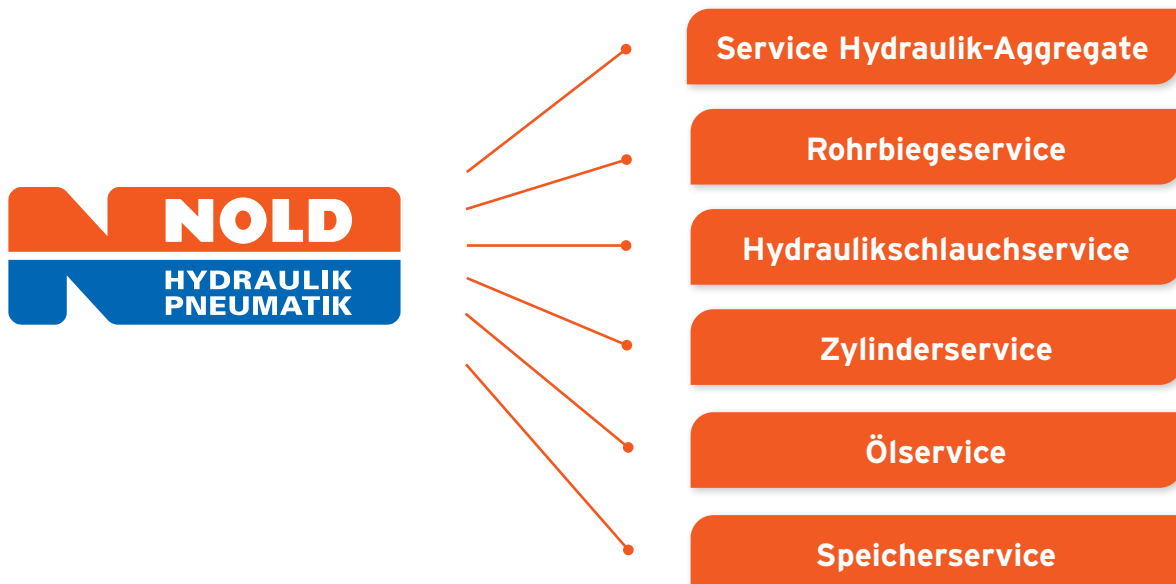 NOLD
HYDRAULIK
PNEUMATIK
Service Hydraulik-Aggregate
Rohrbiegeservice
Hydraulikschlauchservice
Zylinderservice
Ölservice
Speicherservice